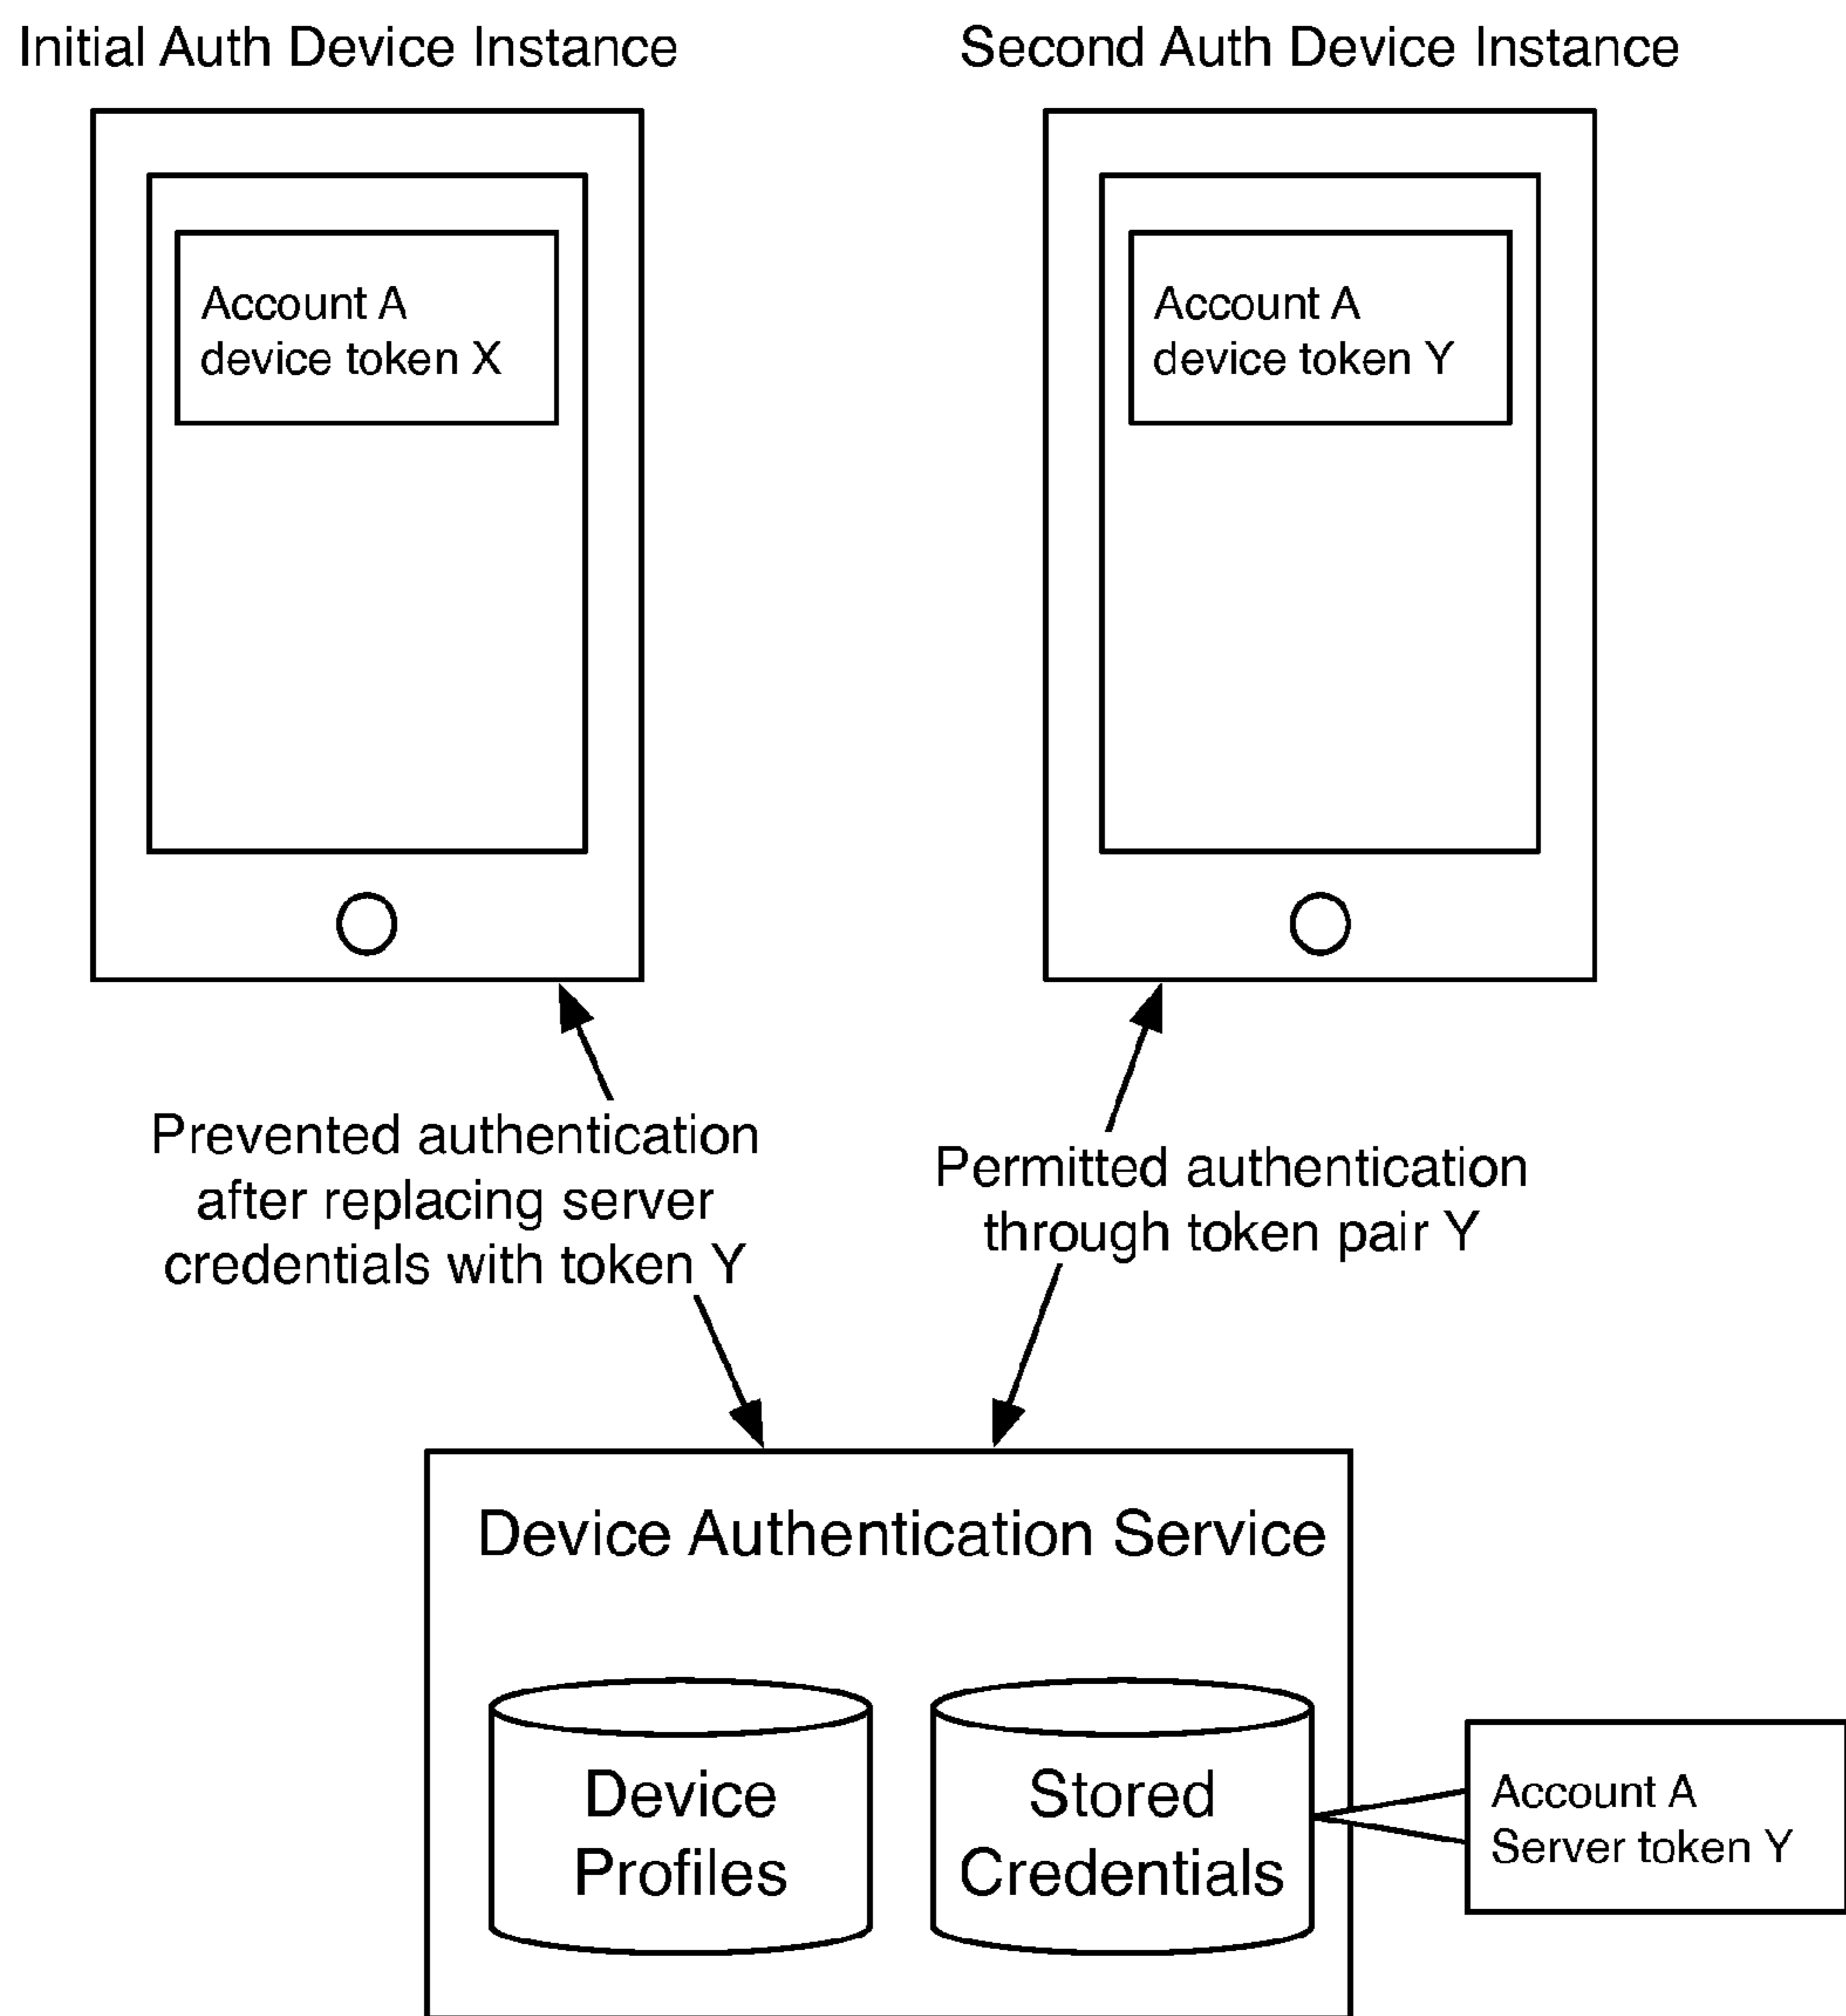 Initial Auth Device Instance
Second Auth Device Instance
Account A
device token X
Account A
device token Y
Prevented authentication
after replacing server
credentials with token Y
Permitted authentication
through token pair Y
Device Authentication Service
Device
Profiles
Stored
Credentials
Account A
Server token Y